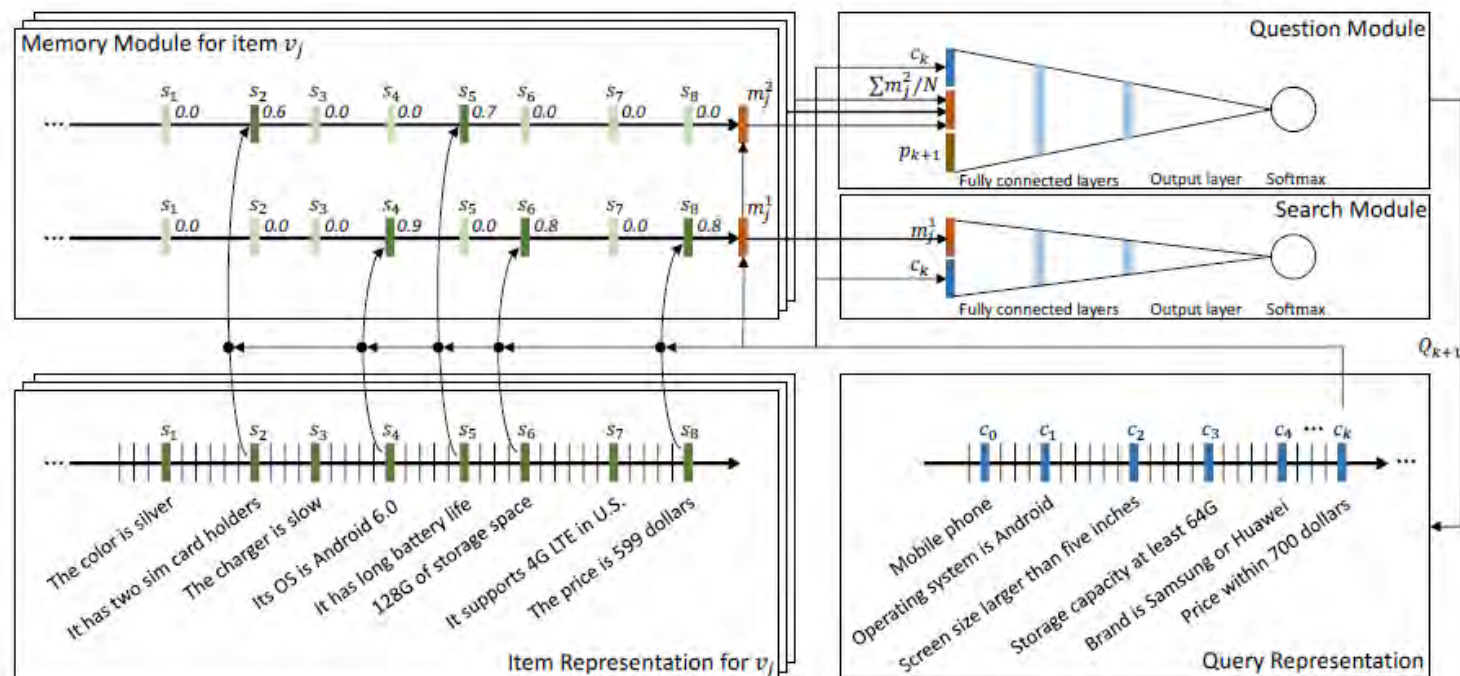 Memory Module for item v_j
s_1 s_2 s_3 s_4 s_5 s_6 s_7 s_8 m_j^2
0.0 0.6 0.0 0.0 0.7 0.0 0.0 0.0
...
s_1 s_2 s_3 s_4 s_5 s_6 s_7 s_8 m_j^1
0.0 0.0 0.0 0.9 0.0 0.8 0.0 0.8
...
Question Module
c_k
∑m_j^2/N
p_{k+1}
Fully connected layers Output layer Softmax
Search Module
m_j^1
c_k
Fully connected layers Output layer Softmax
Q_{k+1}
s_1 s_2 s_3 s_4 s_5 s_6 s_7 s_8
...
The color is silver
It has two sim card holders
The charger is slow
Its OS is Android 6.0
It has long battery life
128G of storage space
It supports 4G LTE in U.S.
The price is 599 dollars
Item Representation for v_j
c_0 c_1 c_2 c_3 c_4 ... c_k
...
Mobile phone
Operating system is Android
Screen size larger than five inches
Storage capacity at least 64G
Brand is Samsung or Huawei
Price within 700 dollars
Query Representation